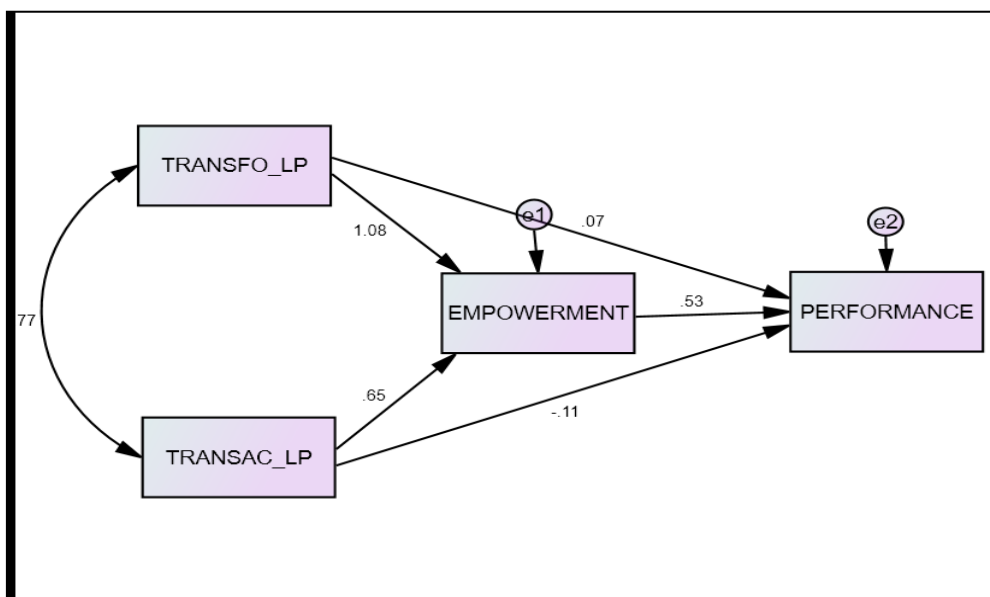 TRANSFO_LP
1.08
e1
.07
e2
EMPOWERMENT
.53
PERFORMANCE
77
.65
-.11
TRANSAC_LP